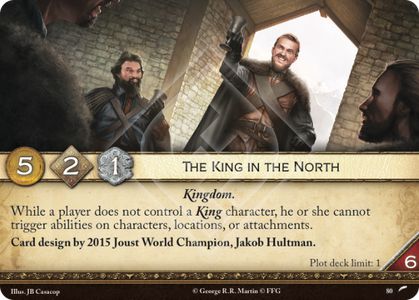 5 2 1 The King in the North
Kingdom.
While a player does not control a King character, he or she cannot
trigger abilities on characters, locations, or attachments.
Card design by 2015 Joust World Champion, Jakob Hultman.
Plot deck limit: 1
6
Illus. JB Casacop © George R.R. Martin © FFG 80